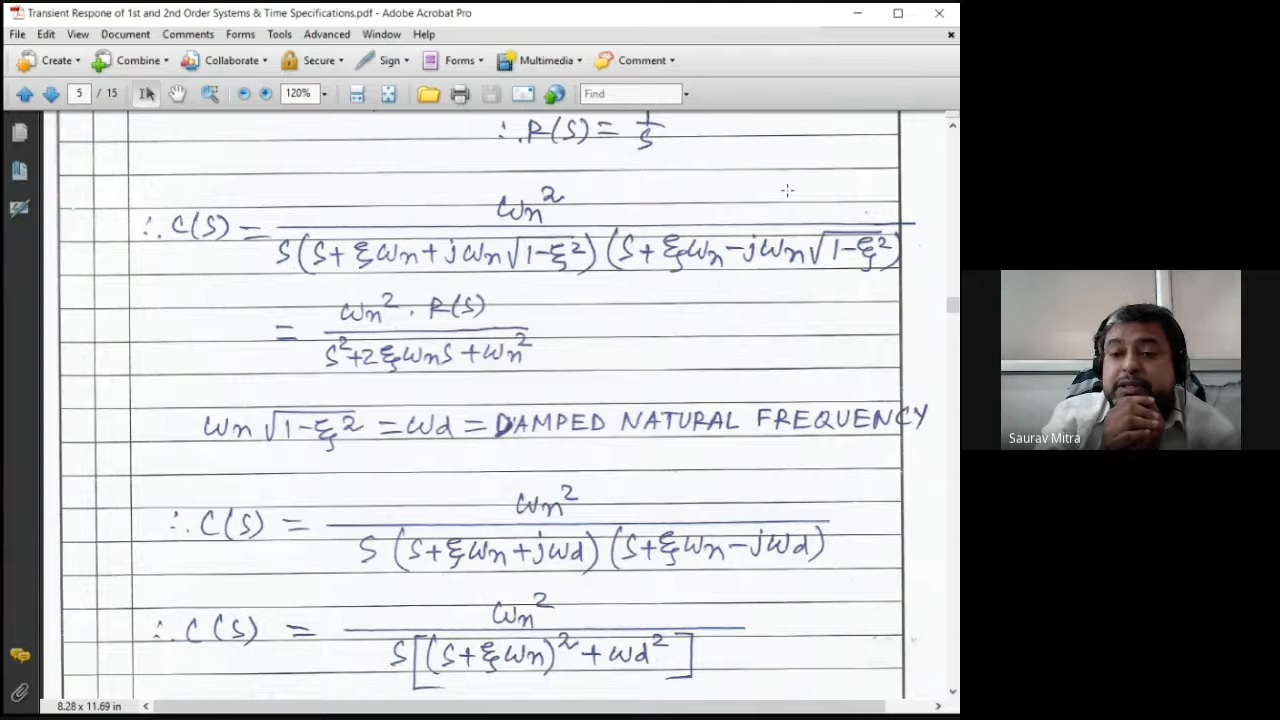 Transient Respone of 1st and 2nd Order Systems & Time Specifications.pdf - Adobe Acrobat Pro
File Edit View Document Comments Forms Tools Advanced Window Help
Create Combine Collaborate Secure Sign Forms Multimedia Comment
5 / 15 120% Find
∴ R(S) = 1/S
∴ C(S) = ωn² / S(S+ξωn+jωn√1-ξ²)(S+ξωn-jωn√1-ξ²)
= ωn² . R(S) / S²+2ξωnS+ωn²
ωn√1-ξ² = ωd = DAMPED NATURAL FREQUENCY
∴ C(S) = ωn² / S(S+ξωn+jωd)(S+ξωn-jωd)
∴ C(S) = ωn² / S[(S+ξωn)²+ωd²]
8.28 x 11.69 in
Saurav Mitra